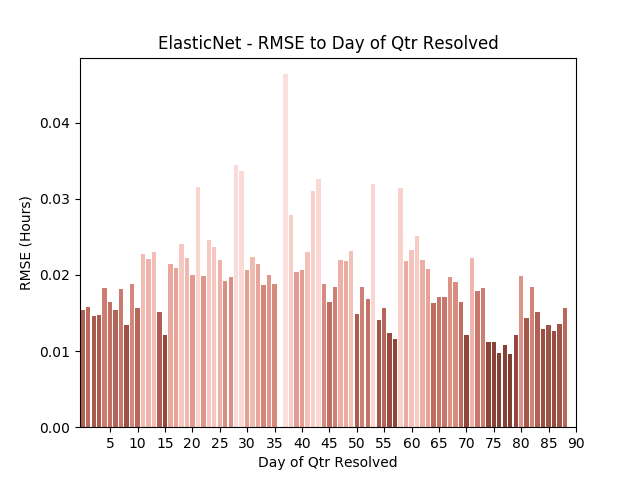 ElasticNet - RMSE to Day of Qtr Resolved
RMSE (Hours)
0.04
0.03
0.02
0.01
0.00
5 10 15 20 25 30 35 40 45 50 55 60 65 70 75 80 85 90
Day of Qtr Resolved